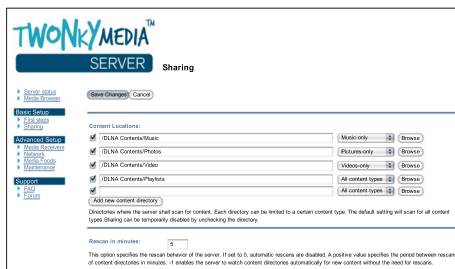 TWONKYMEDIA TM
SERVER
Sharing
Server status
Media Browser
Save Changes Cancel
Basic Setup
First steps
Sharing
Advanced Setup
Media Receivers
Network
Media Feeds
Maintenance
Support
FAQ
Forum
Content Locations:
/DLNA Contents/Music Music-only Browse
/DLNA Contents/Photos Pictures-only Browse
/DLNA Contents/Video Videos-only Browse
/DLNA Contents/Playlists All content types Browse
All content types Browse
Add new content directory
Directories where the server shall scan for content. Each directory can be limited to a certain content type. The default setting will scan for all content
types.Sharing can be temporarily disabled by unchecking the directory.
Rescan in minutes: 5
This option specifies the rescan behavior of the server. If set to 0, automatic rescans are disabled. A positive value specifies the period between rescans
of content directories in minutes. -1 enables the server to watch content directories automatically for new content without the need for rescans.